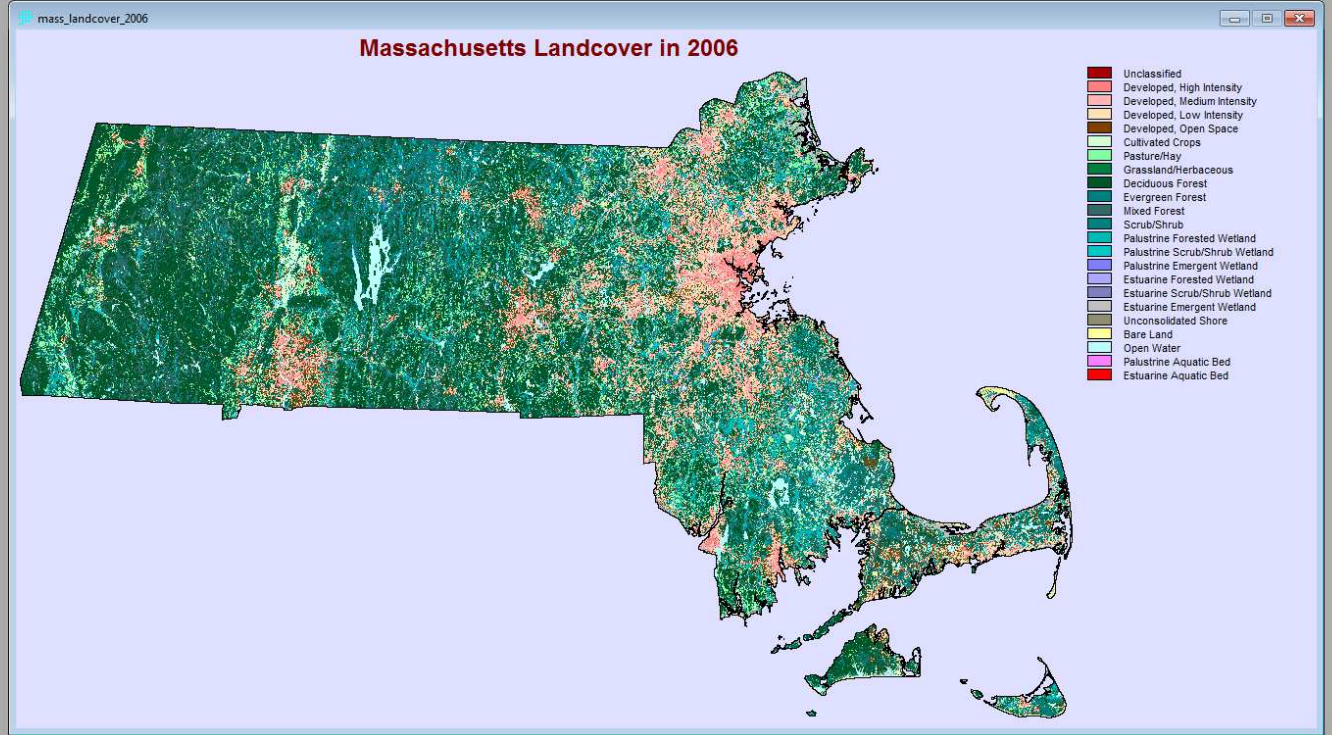 mass_landcover_2006
Massachusetts Landcover in 2006
Unclassified
Developed, High Intensity
Developed, Medium Intensity
Developed, Low Intensity
Developed, Open Space
Cultivated Crops
Pasture/Hay
Grassland/Herbaceous
Deciduous Forest
Evergreen Forest
Mixed Forest
Scrub/Shrub
Palustrine Forested Wetland
Palustrine Scrub/Shrub Wetland
Palustrine Emergent Wetland
Estuarine Forested Wetland
Estuarine Scrub/Shrub Wetland
Estuarine Emergent Wetland
Unconsolidated Shore
Bare Land
Open Water
Palustrine Aquatic Bed
Estuarine Aquatic Bed